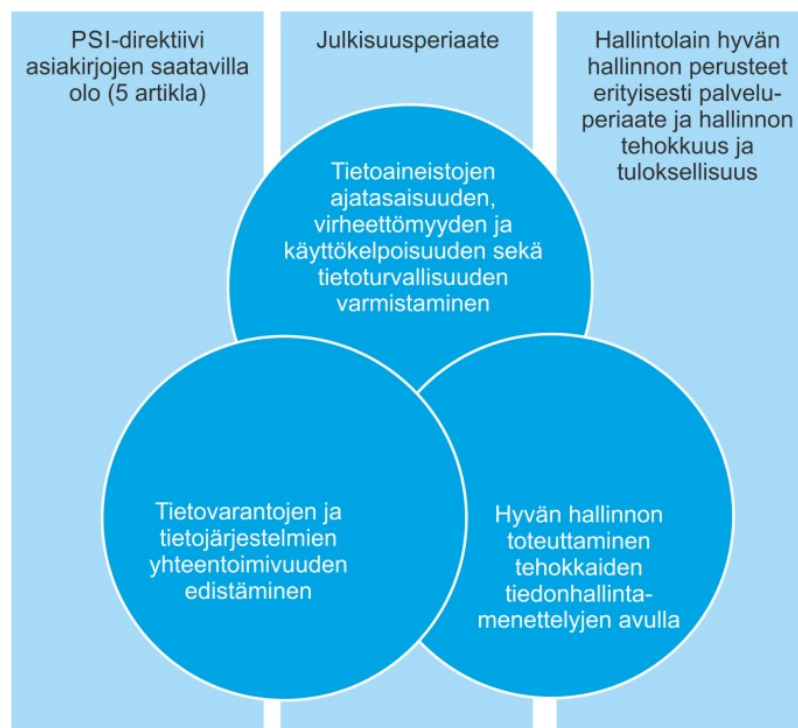 PSI-direktiivi
asiakirjojen saatavilla
olo (5 artikla)
Julkisuusperiaate
Hallintolain hyvän
hallinnon perusteet
erityisesti palvelu-
periaate ja hallinnon
tehokkuus ja
tuloksellisuus
Tietoaineistojen
ajatasaisuuden,
virheettömyyden ja
käyttökelpoisuuden sekä
tietoturvallisuuden
varmistaminen
Tietovarantojen ja
tietojärjestelmien
yhteentoimivuuden
edistäminen
Hyvän hallinnon
toteuttaminen
tehokkaiden
tiedonhallinta-
menettelyjen avulla